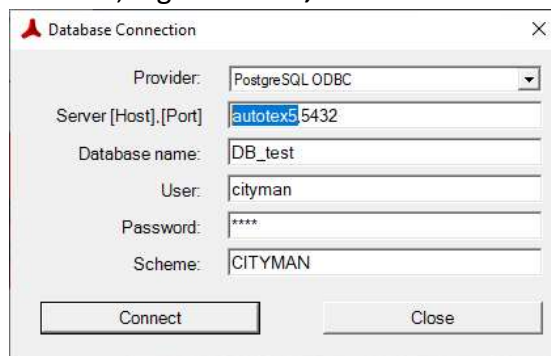 Database Connection
Provider: PostgreSQL ODBC
Server [Host],[Port] autotex5,5432
Database name: DB_test
User: cityman
Password: ****
Scheme: CITYMAN
Connect Close